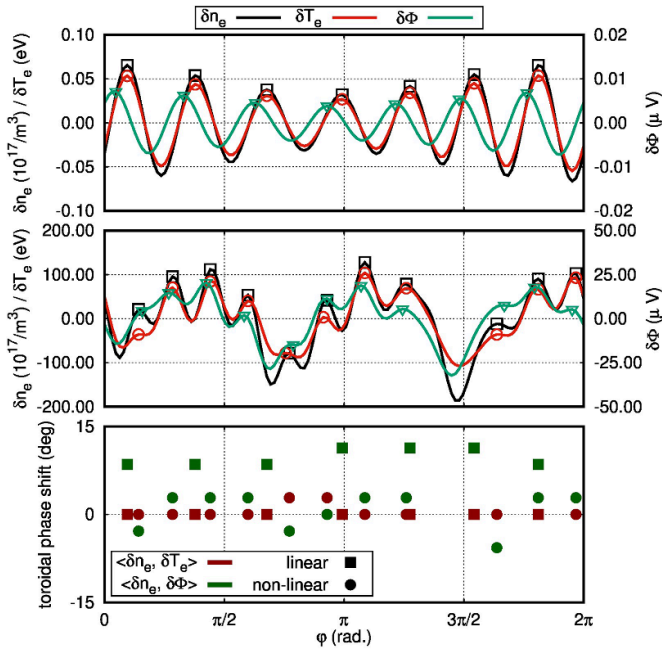 δn_e δT_e δΦ
δn_e (10^17/m^3) / δT_e (eV)
0.10
0.05
0.00
-0.05
-0.10
0.02
0.01
0.00
-0.01
-0.02
δΦ (μ V)
δn_e (10^17/m^3) / δT_e (eV)
200.00
100.00
0.00
-100.00
-200.00
50.00
25.00
0.00
-25.00
-50.00
δΦ (μ V)
toroidal phase shift (deg)
15
0
-15
<δn_e, δT_e> linear
<δn_e, δΦ> non-linear
0 π/2 π 3π/2 2π
φ (rad.)